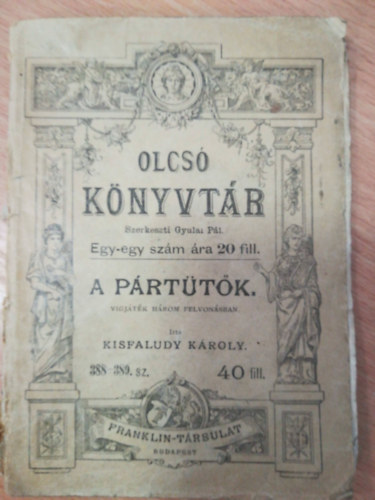 OLCSÓ
KÖNYVTÁR
Szerkeszti Gyulai Pál.
Egy-egy szám ára 20 fill.
A PÁRTÜTŐK.
VIGJÁTÉK HÁROM FELVONÁSBAN
Irta
KISFALUDY KÁROLY.
388—389. sz. 40 fill.
FRANKLIN-TÁRSULAT
BUDAPEST